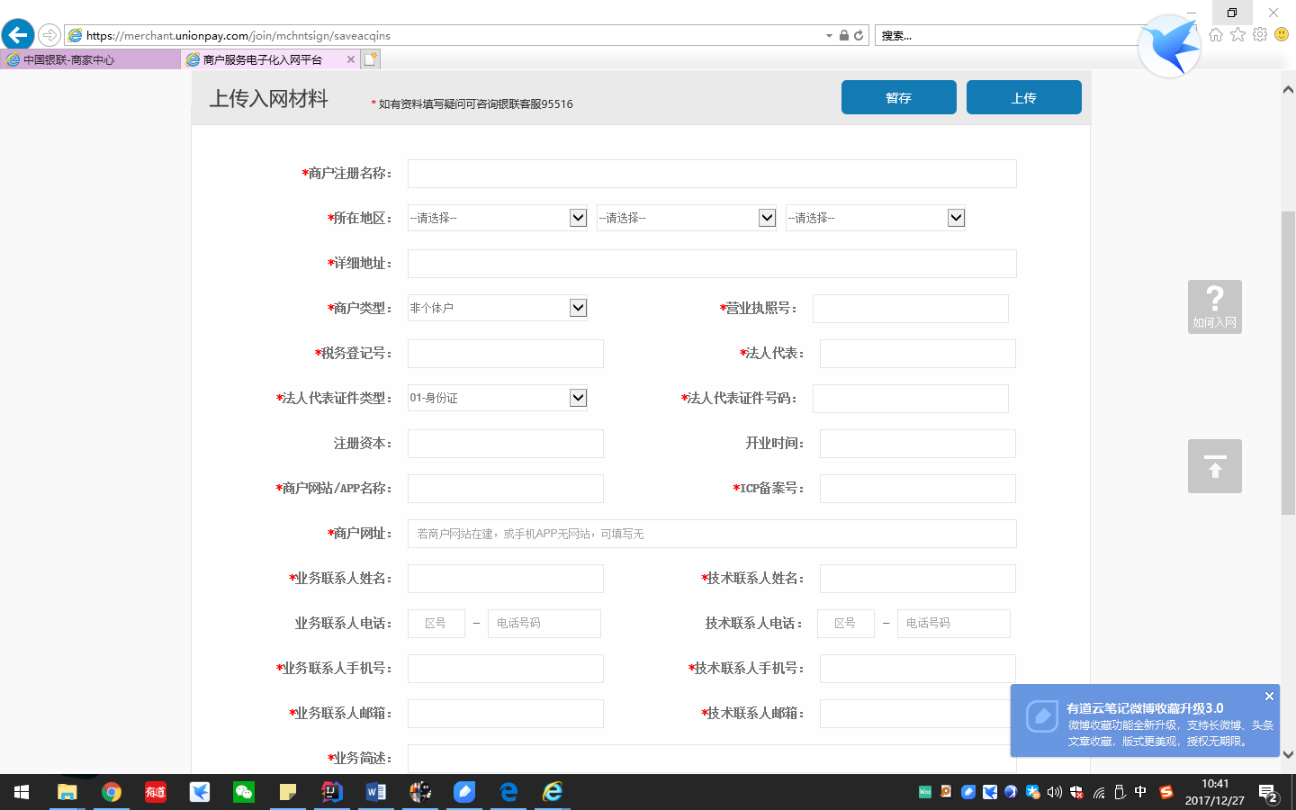 https://merchant.unionpay.com/join/mchntsign/saveacqins
搜索...
中国银联-商家中心
商户服务电子化入网平台
上传入网材料
* 如有资料填写疑问可咨询银联客服95516
暂存
上传
*商户注册名称：
*所在地区： --请选择-- --请选择-- --请选择--
*详细地址：
*商户类型： 非个体户 *营业执照号：
*税务登记号： *法人代表：
*法人代表证件类型： 01-身份证 *法人代表证件号码：
注册资本： 开业时间：
*商户网站/APP名称： *ICP备案号：
*商户网址： 若商户网站在建，或手机APP无网站，可填写无
*业务联系人姓名： *技术联系人姓名：
业务联系人电话： 区号 - 电话号码 技术联系人电话： 区号 - 电话号码
*业务联系人手机号： *技术联系人手机号：
*业务联系人邮箱： *技术联系人邮箱：
*业务简述：
?
如何入网
有道云笔记微博收藏升级3.0
微博收藏功能全新升级，支持长微博、头条
文章收藏，版式更美观，授权无期限。
有道
中
10:41
2017/12/27
2